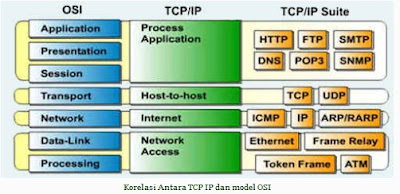 OSI TCP/IP TCP/IP Suite
Application
Presentation
Session
Process
Application
HTTP FTP SMTP
DNS POP3 SNMP
Transport Host-to-host TCP UDP
Network Internet ICMP IP ARP/RARP
Data-Link
Processing
Network
Access
Ethernet Frame Relay
Token Frame ATM
Korelasi Antara TCP IP dan model OSI